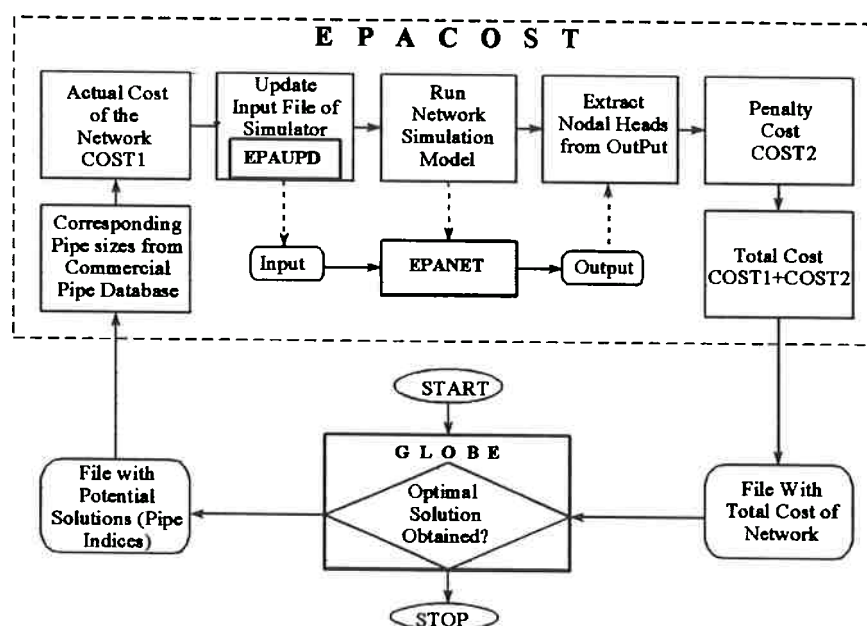 E P A C O S T
Actual Cost
of the
Network
COST1
Update
Input File of
Simulator
EPAUPD
Run
Network
Simulation
Model
Extract
Nodal Heads
from OutPut
Penalty
Cost
COST2
Corresponding
Pipe sizes from
Commercial
Pipe Database
Input
EPANET
Output
Total Cost
COST1+COST2
START
G L O B E
Optimal
Solution
Obtained?
File with
Potential
Solutions (Pipe
Indices)
File With
Total Cost of
Network
STOP